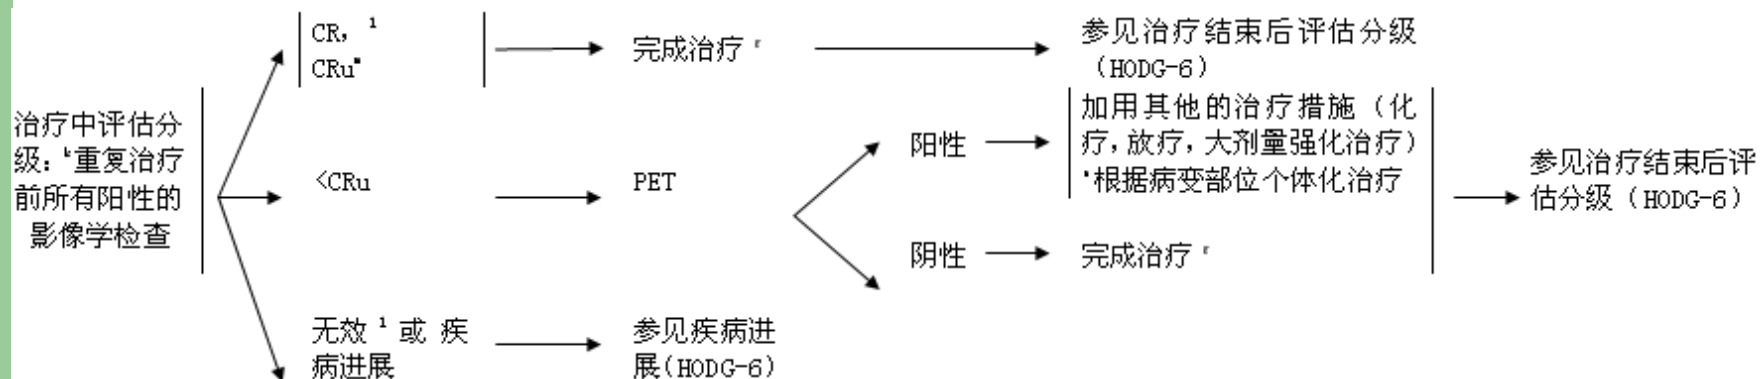 治疗中评估分
级：ᵏ重复治疗
前所有阳性的
影像学检查
CR，¹
CRu
完成治疗 ʳ
参见治疗结束后评估分级
（HODG-6）
<CRu
PET
阳性
加用其他的治疗措施（化
疗，放疗，大剂量强化治疗）
根据病变部位个体化治疗
阴性
完成治疗 ʳ
参见治疗结束后评
估分级（HODG-6）
无效 ¹ 或 疾
病进展
参见疾病进
展(HODG-6)